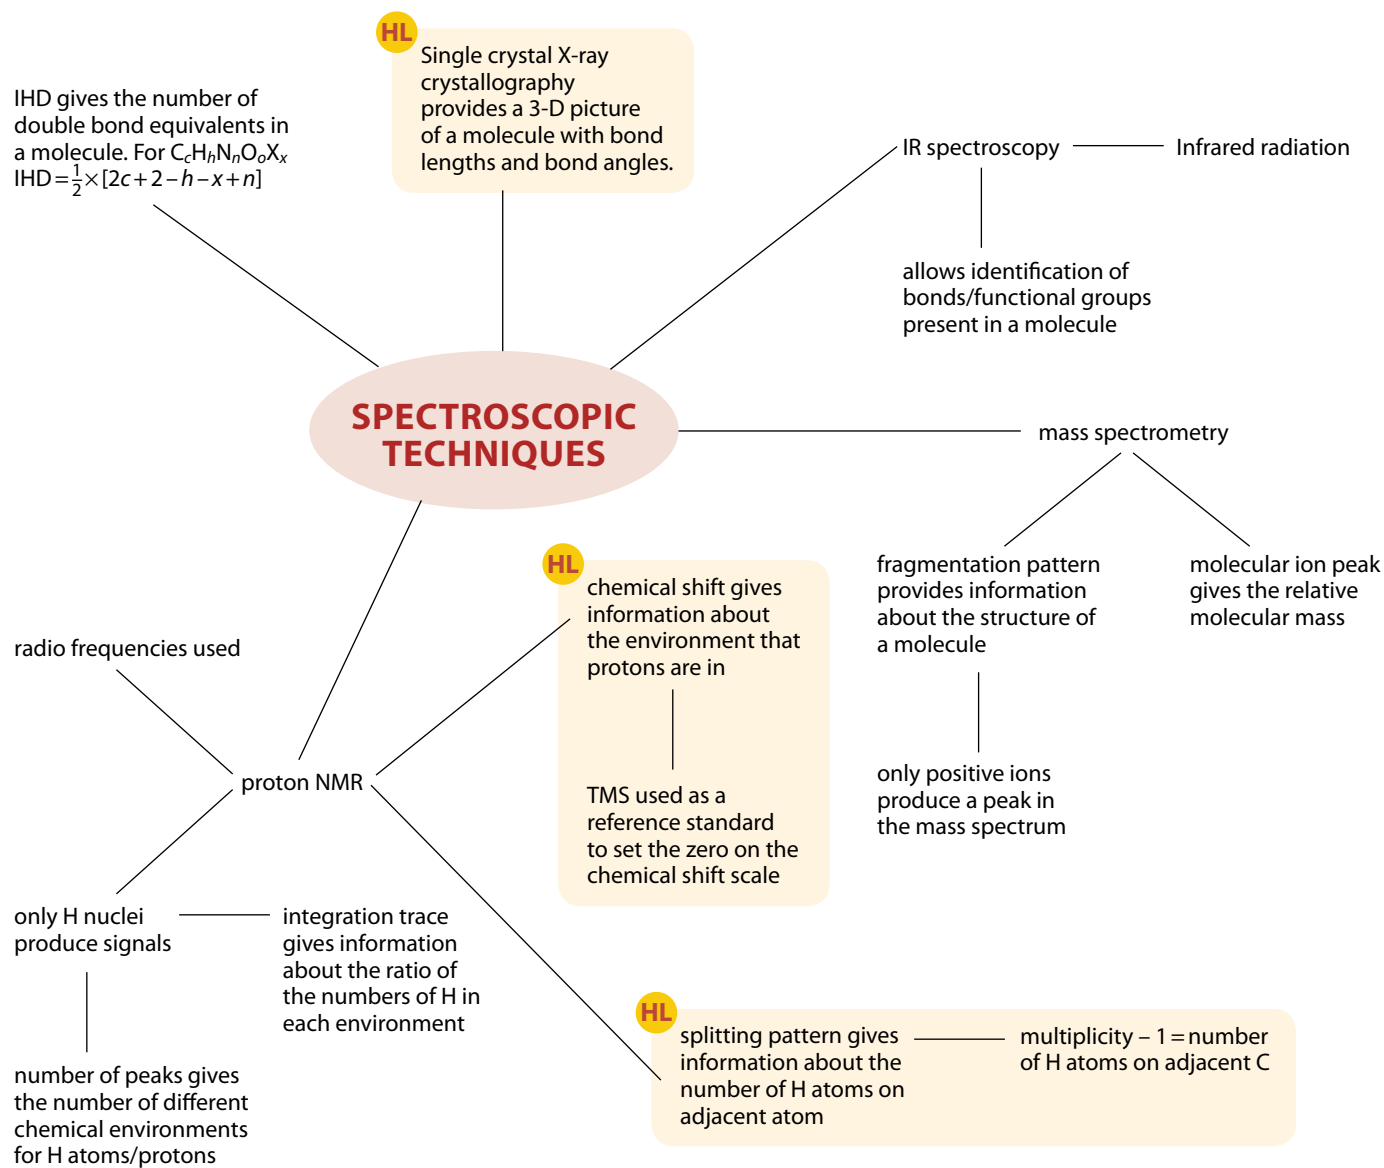 HL
Single crystal X-ray
crystallography
provides a 3-D picture
of a molecule with bond
lengths and bond angles.
IHD gives the number of
double bond equivalents in
a molecule. For CcHhNnOoXx
IHD = 1/2 × [2c + 2 – h – x + n]
IR spectroscopy
Infrared radiation
allows identification of
bonds/functional groups
present in a molecule
SPECTROSCOPIC
TECHNIQUES
mass spectrometry
fragmentation pattern
provides information
about the structure of
a molecule
molecular ion peak
gives the relative
molecular mass
only positive ions
produce a peak in
the mass spectrum
HL
chemical shift gives
information about
the environment that
protons are in
TMS used as a
reference standard
to set the zero on the
chemical shift scale
radio frequencies used
proton NMR
only H nuclei
produce signals
integration trace
gives information
about the ratio of
the numbers of H in
each environment
number of peaks gives
the number of different
chemical environments
for H atoms/protons
HL
splitting pattern gives
information about the
number of H atoms on
adjacent atom
multiplicity – 1 = number
of H atoms on adjacent C